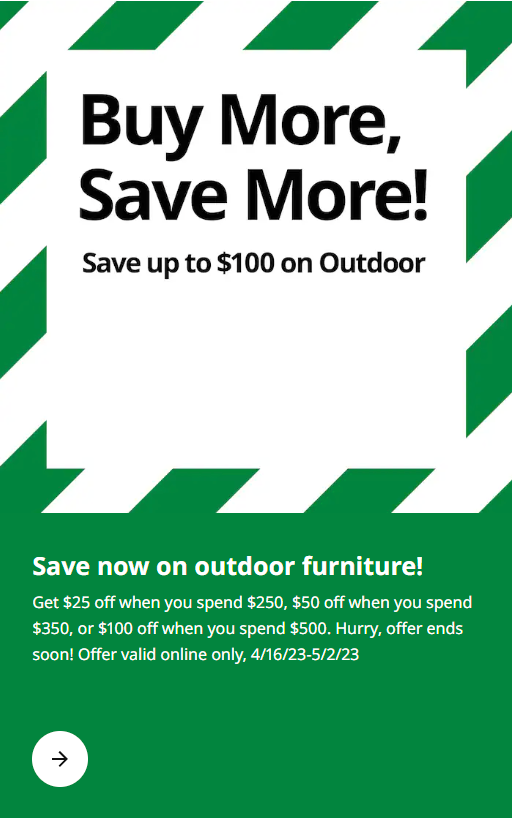 Buy More,
Save More!
Save up to $100 on Outdoor
Save now on outdoor furniture!
Get $25 off when you spend $250, $50 off when you spend
$350, or $100 off when you spend $500. Hurry, offer ends
soon! Offer valid online only, 4/16/23-5/2/23